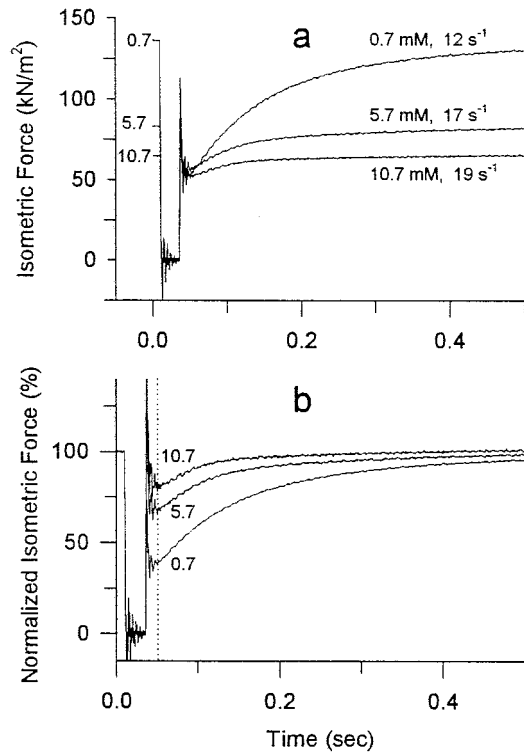 a
Isometric Force (kN/m²)
150
100
50
0
0.7
5.7
10.7
0.7 mM, 12 s⁻¹
5.7 mM, 17 s⁻¹
10.7 mM, 19 s⁻¹
0.0
0.2
0.4
b
Normalized Isometric Force (%)
100
50
0
10.7
5.7
0.7
0.0
0.2
0.4
Time (sec)